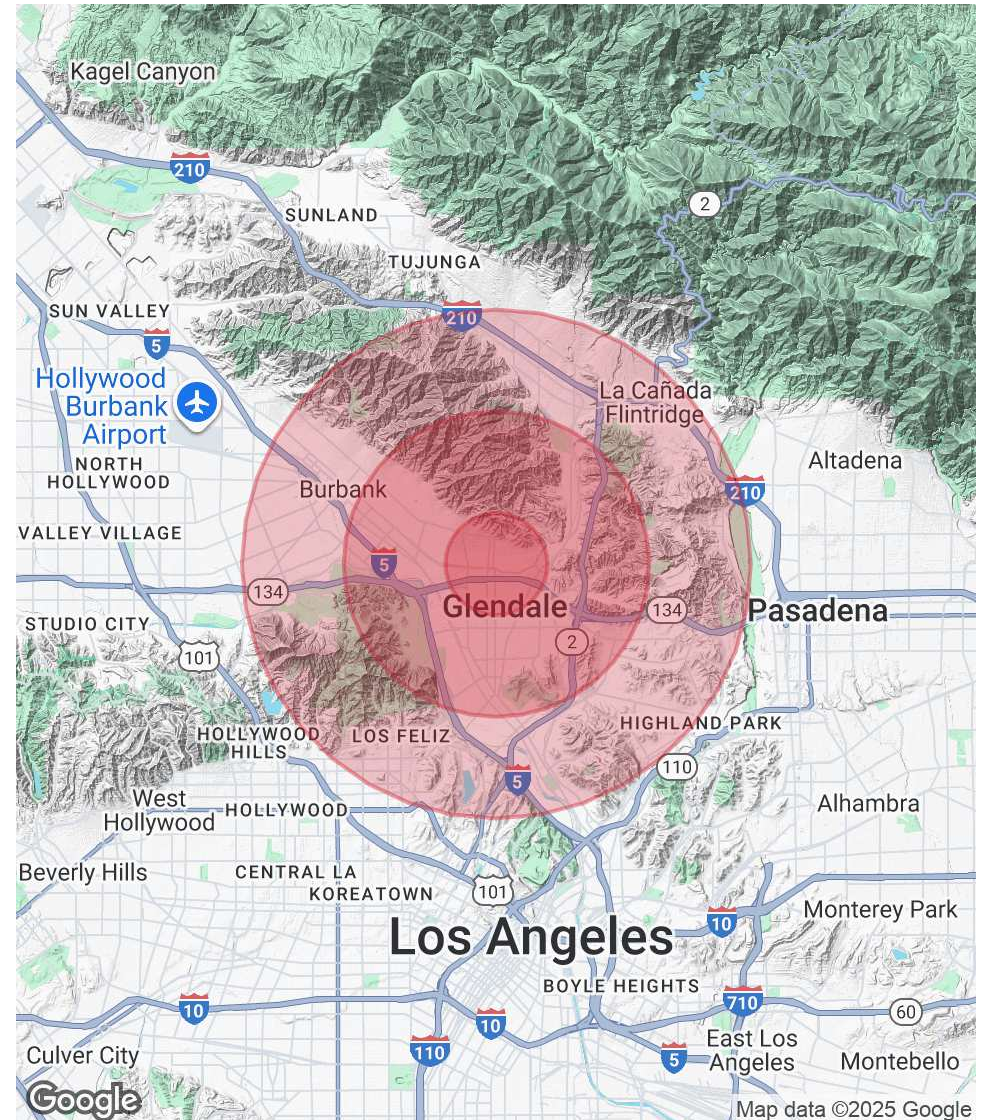 Kagel Canyon
210
2
SUNLAND
TUJUNGA
SUN VALLEY
210
5
Hollywood
Burbank
Airport
La Cañada
Flintridge
NORTH
HOLLYWOOD
Altadena
Burbank
210
VALLEY VILLAGE
5
134
Glendale
134
Pasadena
STUDIO CITY
2
101
HIGHLAND PARK
HOLLYWOOD
HILLS
LOS FELIZ
110
5
West
Hollywood
HOLLYWOOD
Alhambra
Beverly Hills
CENTRAL LA
KOREATOWN
101
Monterey Park
10
Los Angeles
BOYLE HEIGHTS
710
10
60
10
East Los
Angeles
110
5
Culver City
Montebello
Google
Map data ©2025 Google